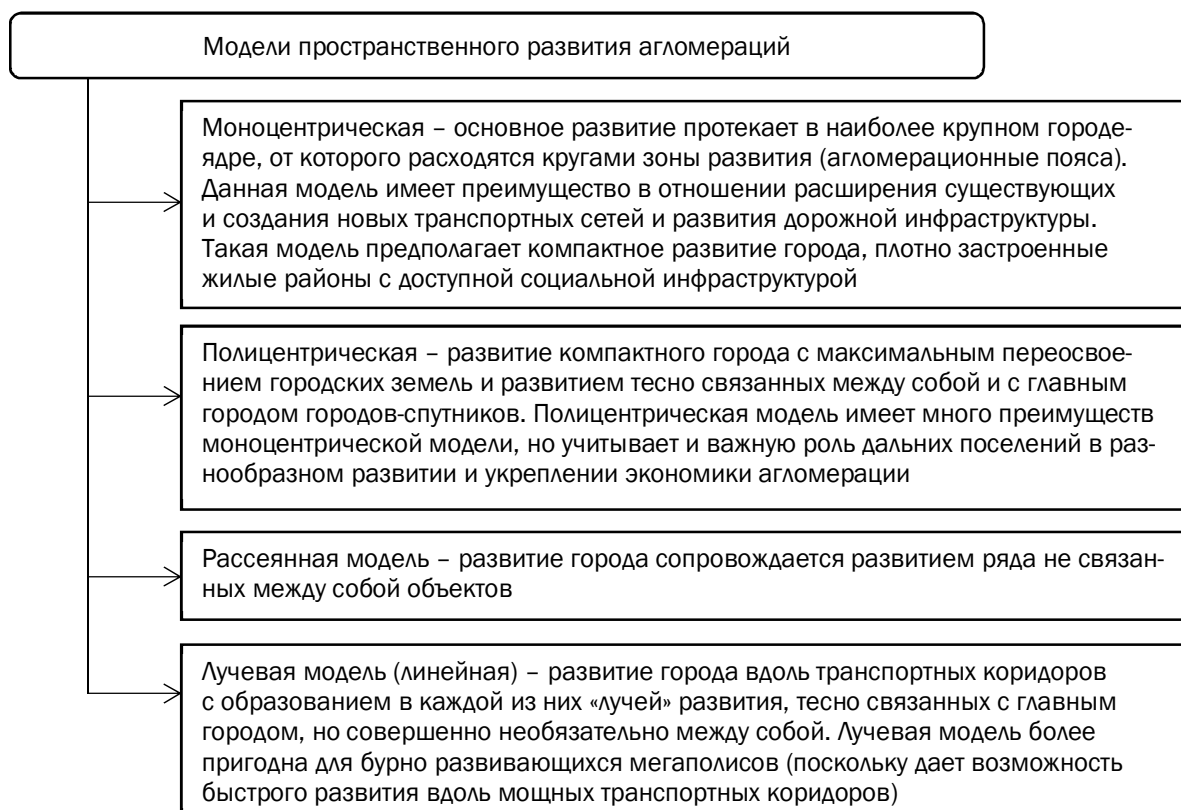 Модели пространственного развития агломераций
Моноцентрическая – основное развитие протекает в наиболее крупном городе-
ядре, от которого расходятся кругами зоны развития (агломерационные пояса).
Данная модель имеет преимущество в отношении расширения существующих
и создания новых транспортных сетей и развития дорожной инфраструктуры.
Такая модель предполагает компактное развитие города, плотно застроенные
жилые районы с доступной социальной инфраструктурой
Полицентрическая – развитие компактного города с максимальным переосвое-
нием городских земель и развитием тесно связанных между собой и с главным
городом городов-спутников. Полицентрическая модель имеет много преимуществ
моноцентрической модели, но учитывает и важную роль дальних поселений в раз-
нообразном развитии и укреплении экономики агломерации
Рассеянная модель – развитие города сопровождается развитием ряда не связан-
ных между собой объектов
Лучевая модель (линейная) – развитие города вдоль транспортных коридоров
с образованием в каждой из них «лучей» развития, тесно связанных с главным
городом, но совершенно необязательно между собой. Лучевая модель более
пригодна для бурно развивающихся мегаполисов (поскольку дает возможность
быстрого развития вдоль мощных транспортных коридоров)